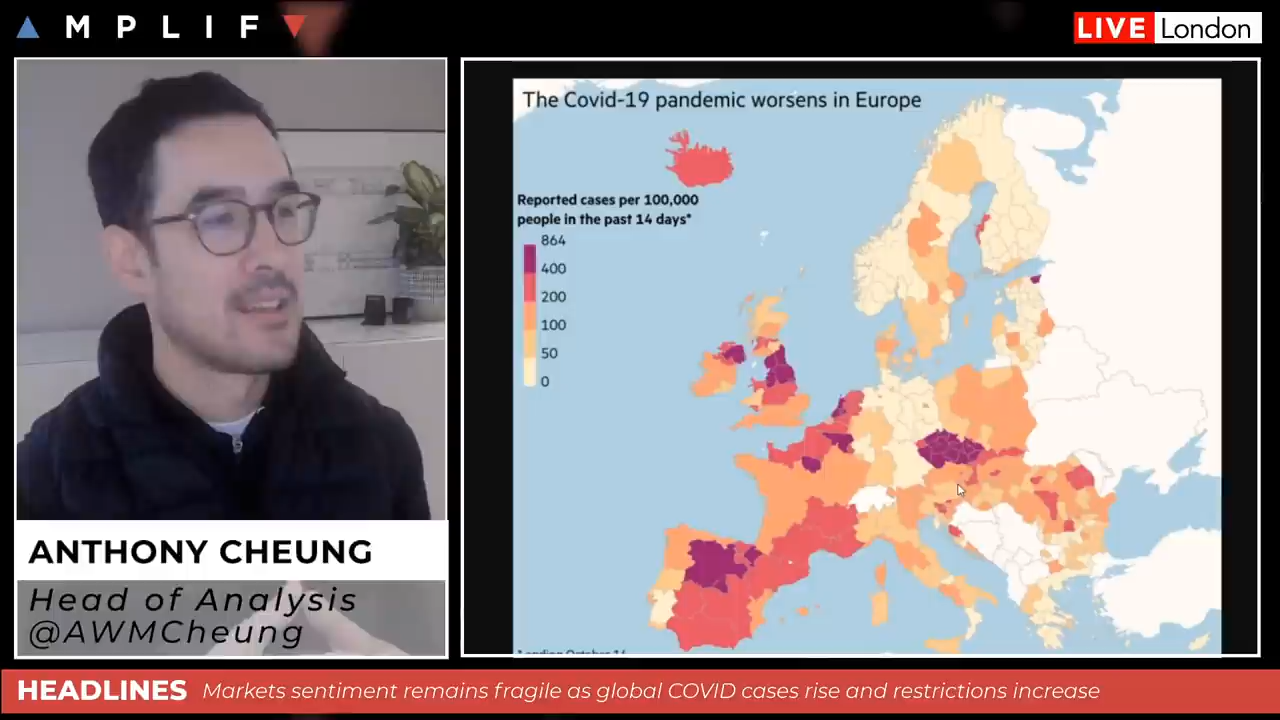 AMPLIFY
LIVE London
The Covid-19 pandemic worsens in Europe
Reported cases per 100,000
people in the past 14 days*
864
400
200
100
50
0
ANTHONY CHEUNG
Head of Analysis
@AWMCheung
HEADLINES Markets sentiment remains fragile as global COVID cases rise and restrictions increase